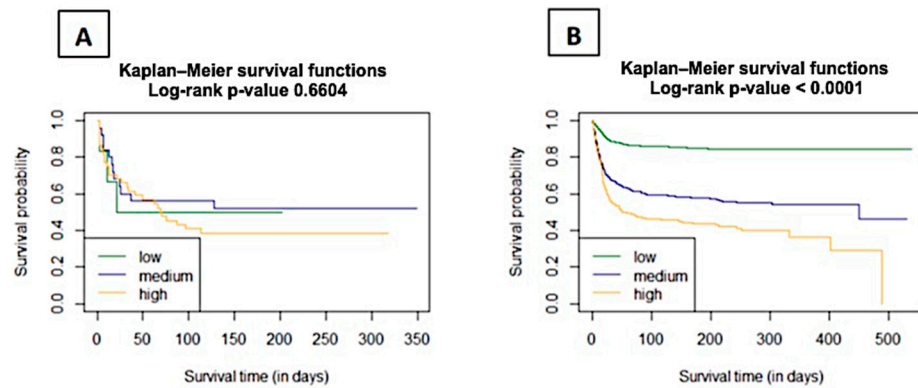 A
Kaplan–Meier survival functions
Log-rank p-value 0.6604
Survival probability
1.0
0.8
0.6
0.4
0.2
0.0
low
medium
high
0 50 100 150 200 250 300 350
Survival time (in days)
B
Kaplan–Meier survival functions
Log-rank p-value < 0.0001
Survival probability
1.0
0.8
0.6
0.4
0.2
0.0
low
medium
high
0 100 200 300 400 500
Survival time (in days)